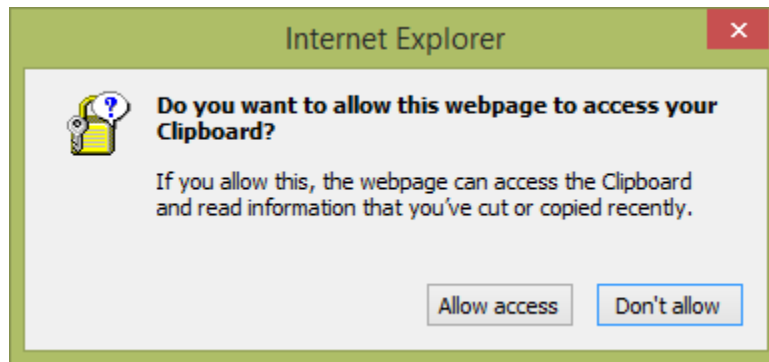 Internet Explorer
Do you want to allow this webpage to access your
Clipboard?
If you allow this, the webpage can access the Clipboard
and read information that you've cut or copied recently.
Allow access
Don't allow